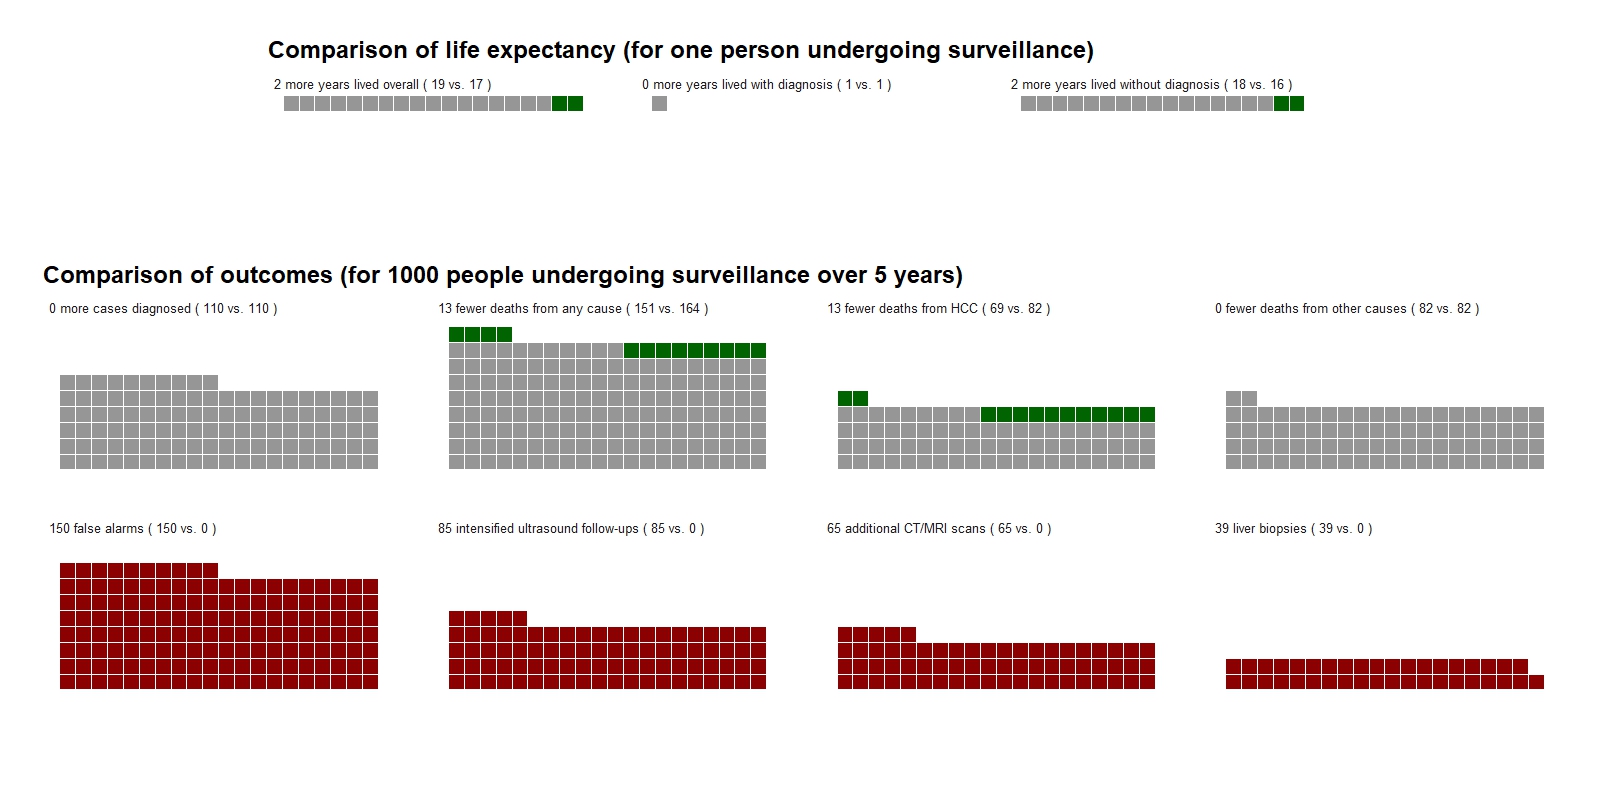 Comparison of life expectancy (for one person undergoing surveillance)
2 more years lived overall ( 19 vs. 17 )
0 more years lived with diagnosis ( 1 vs. 1 )
2 more years lived without diagnosis ( 18 vs. 16 )
Comparison of outcomes (for 1000 people undergoing surveillance over 5 years)
0 more cases diagnosed ( 110 vs. 110 )
13 fewer deaths from any cause ( 151 vs. 164 )
13 fewer deaths from HCC ( 69 vs. 82 )
0 fewer deaths from other causes ( 82 vs. 82 )
150 false alarms ( 150 vs. 0 )
85 intensified ultrasound follow-ups ( 85 vs. 0 )
65 additional CT/MRI scans ( 65 vs. 0 )
39 liver biopsies ( 39 vs. 0 )